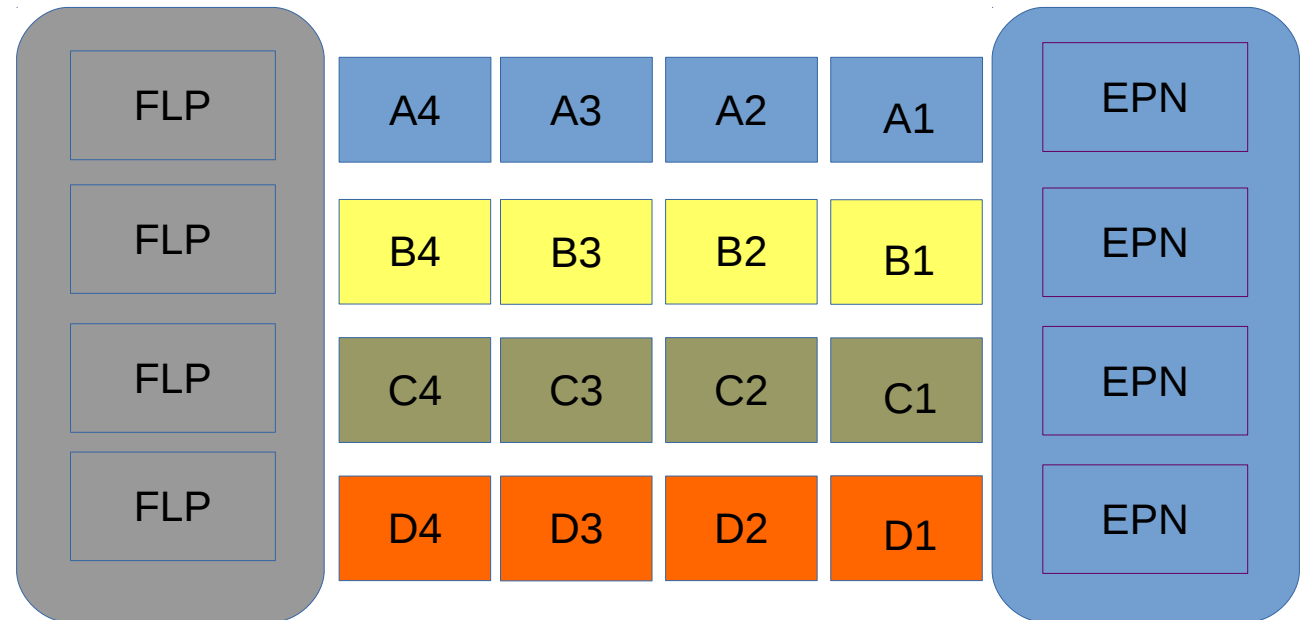 FLP A4 A3 A2 A1 EPN
FLP B4 B3 B2 B1 EPN
FLP C4 C3 C2 C1 EPN
FLP D4 D3 D2 D1 EPN